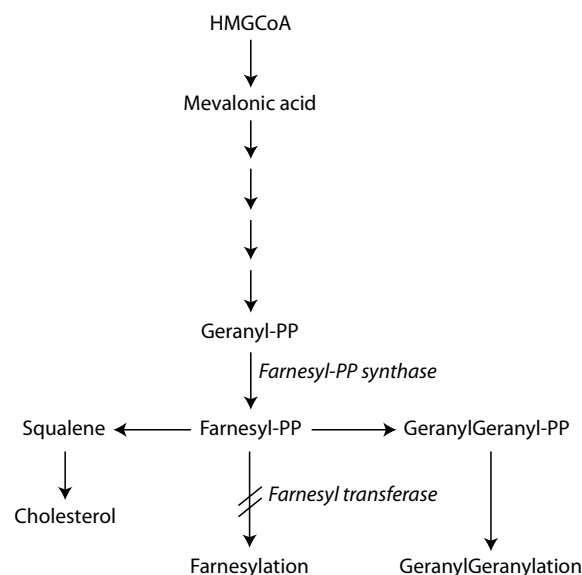 HMGCoA
Mevalonic acid
Geranyl-PP
Farnesyl-PP synthase
Squalene
Farnesyl-PP
GeranylGeranyl-PP
Farnesyl transferase
Cholesterol
Farnesylation
GeranylGeranylation